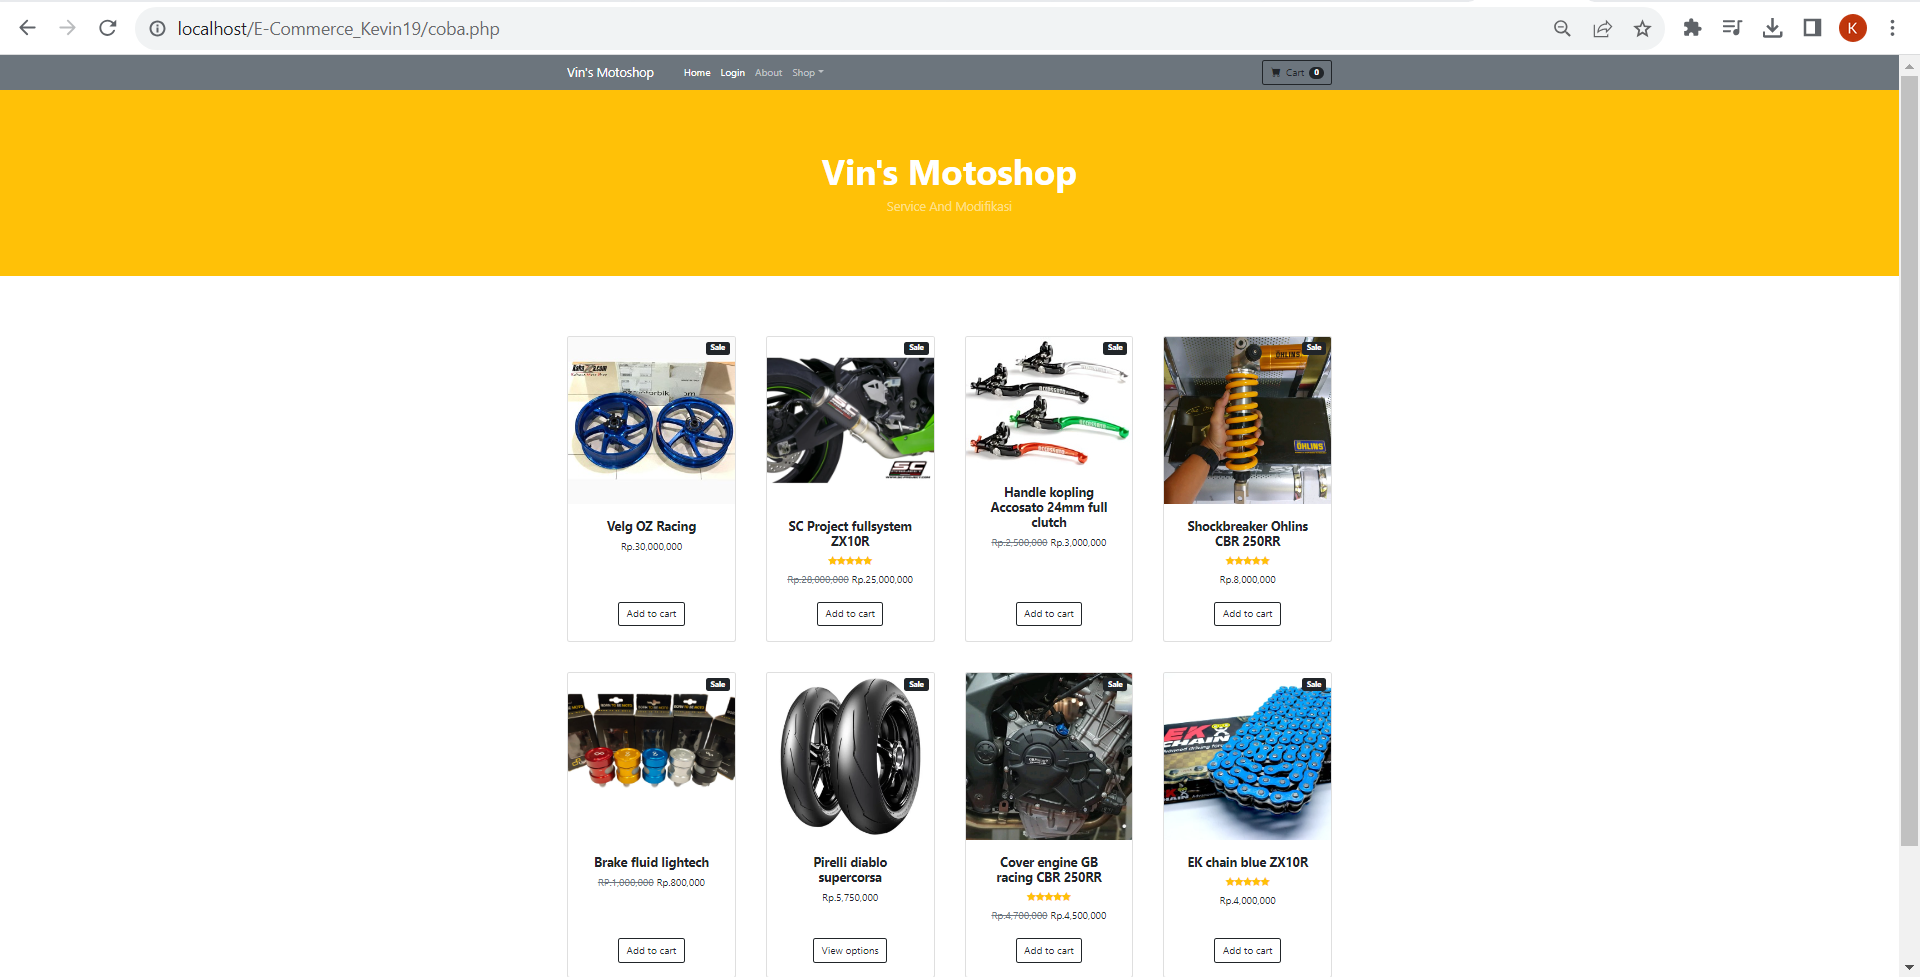 localhost/E-Commerce_Kevin19/coba.php
K
Vin's Motoshop
Home
Login
About
Shop
Cart 0
Vin's Motoshop
Service And Modifikasi
Sale
Velg OZ Racing
Rp.30,000,000
Add to cart
Sale
SC
SC
SC Project fullsystem
ZX10R
Rp.28,000,000 Rp.25,000,000
Add to cart
Sale
Handle kopling
Accosato 24mm full
clutch
Rp.2,500,000 Rp.3,000,000
Add to cart
Sale
ÖHLINS
ÖHLINS
Shockbreaker Ohlins
CBR 250RR
Rp.8,000,000
Add to cart
Sale
Brake fluid lightech
RP.1,000,000 Rp.800,000
Add to cart
Sale
Pirelli diablo
supercorsa
Rp.5,750,000
View options
Sale
Cover engine GB
racing CBR 250RR
Rp.4,700,000 Rp.4,500,000
Add to cart
Sale
EK
CHAIN
EK chain blue ZX10R
Rp.4,000,000
Add to cart